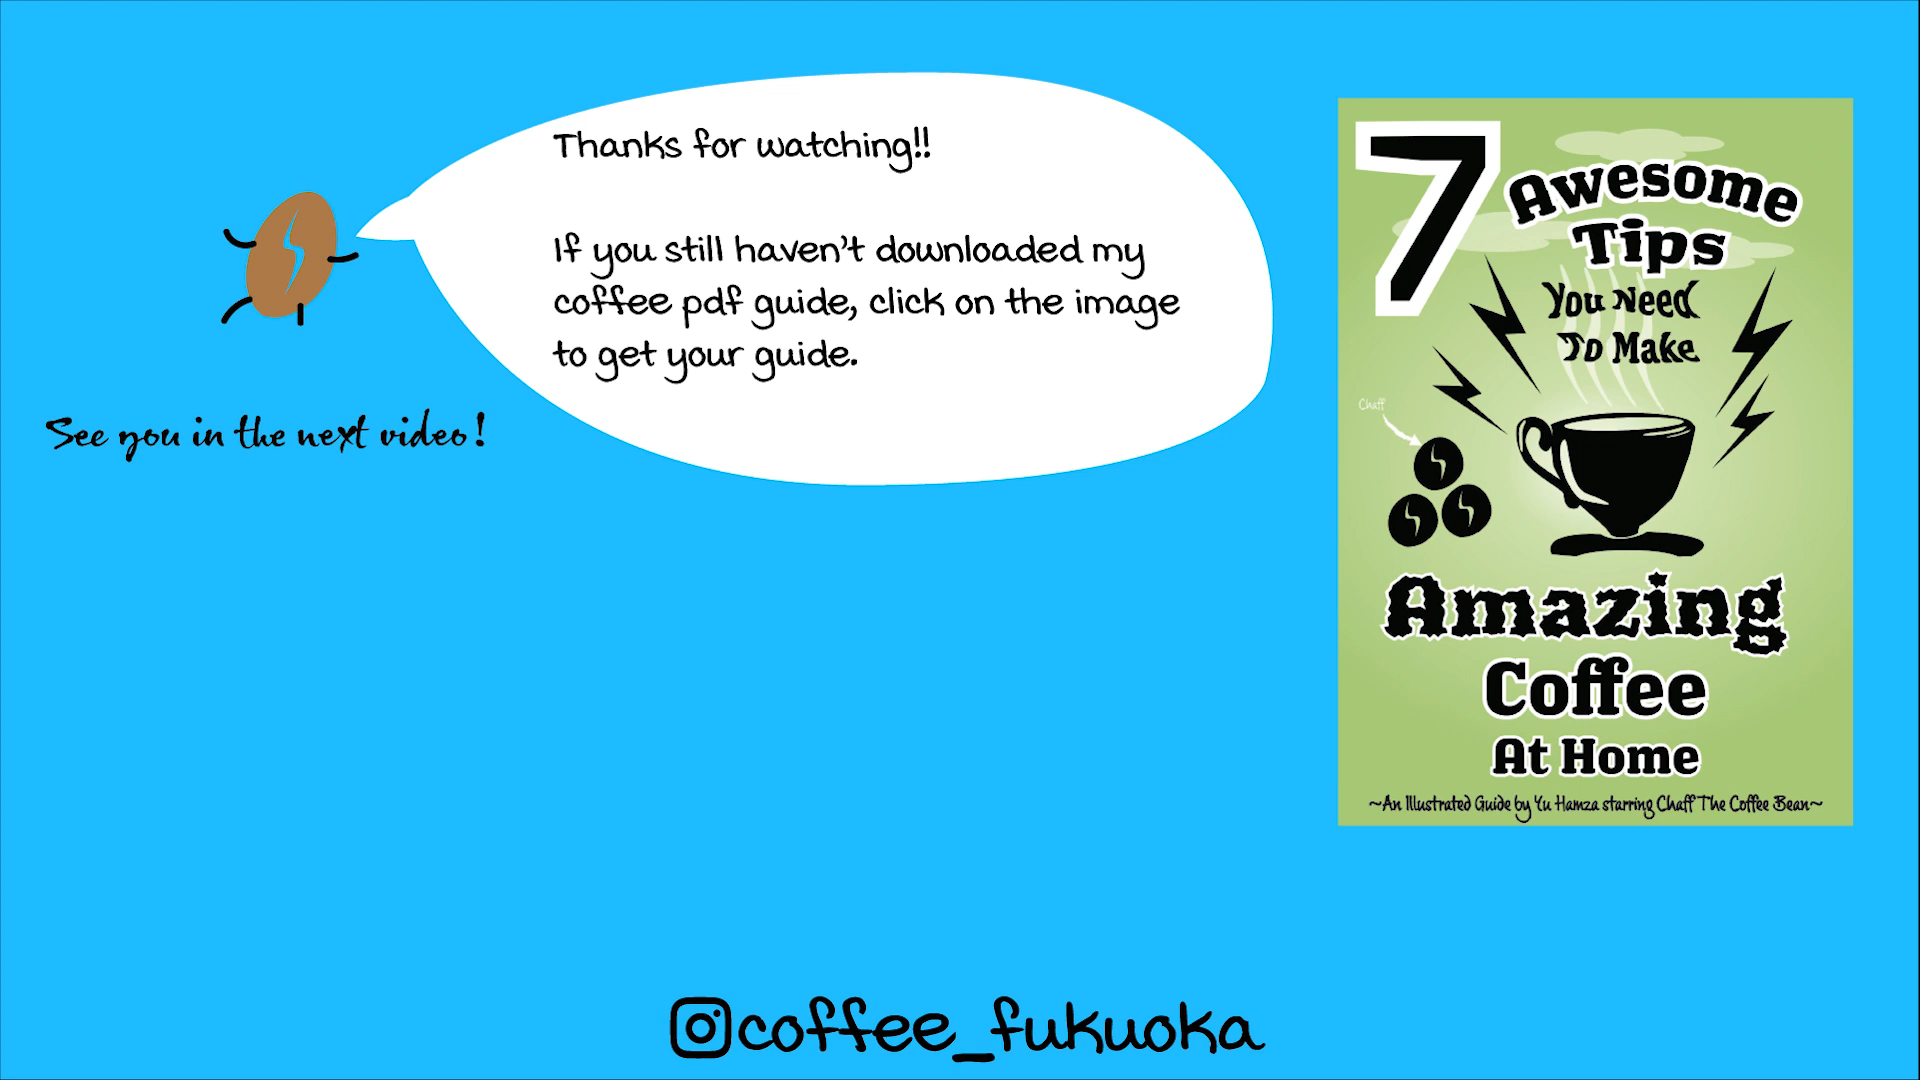 Thanks for watching!!
If you still haven't downloaded my
coffee pdf guide, click on the image
to get your guide.
See you in the next video!
7
Awesome
Tips
You Need
To Make
Chaff
Amazing
Coffee
At Home
~An Illustrated Guide by Yu Hamza starring Chaff The Coffee Bean~
coffee_fukuoka